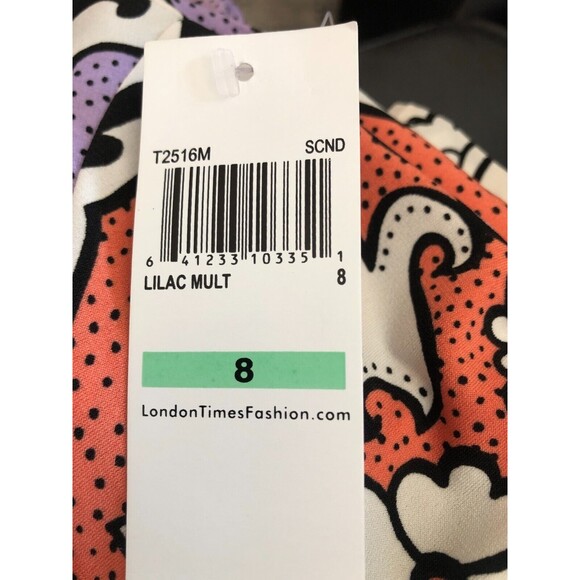 T2516M SCND
6 41233 10335 1
LILAC MULT 8
8
LondonTimesFashion.com